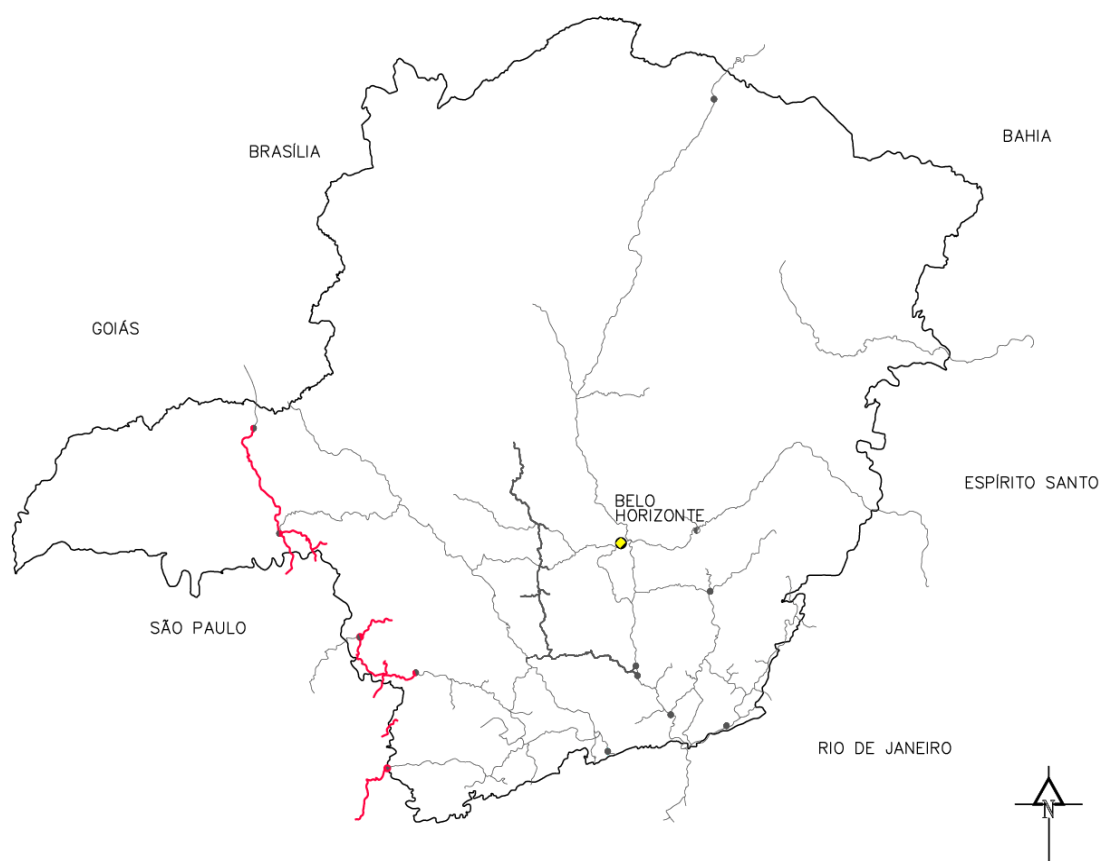 BAHIA
BRASÍLIA
GOIÁS
ESPÍRITO SANTO
BELO
HORIZONTE
SÃO PAULO
RIO DE JANEIRO
N